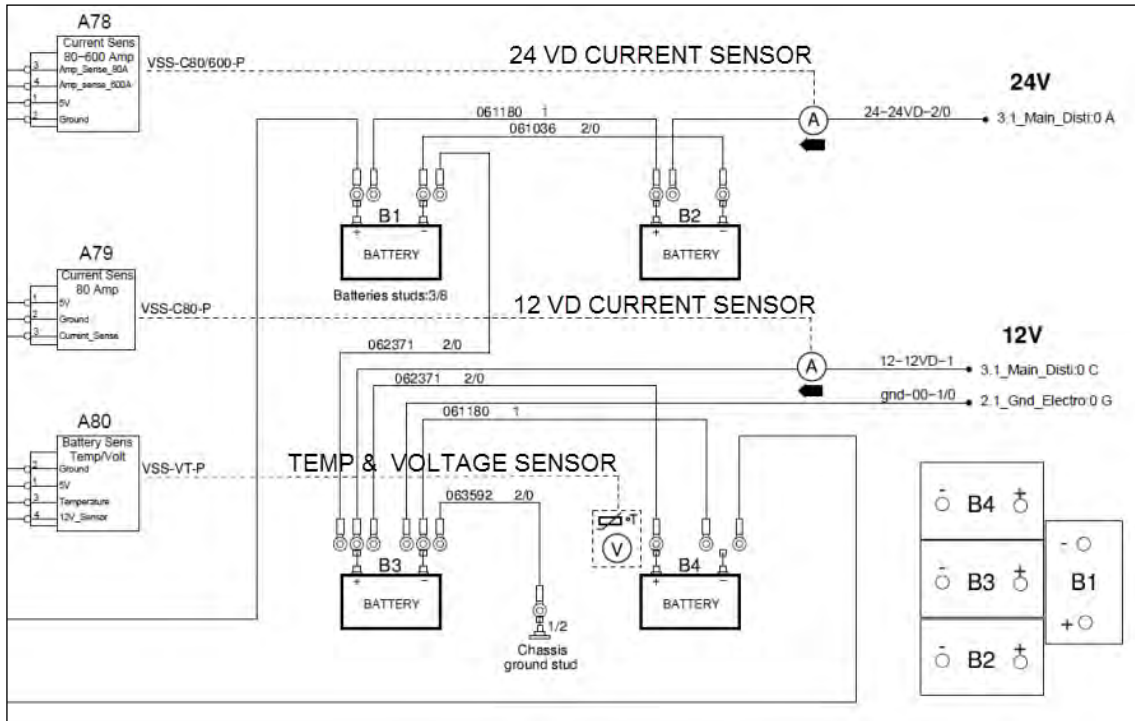 A78
Current Sens
80-600 Amp
3 Amp_Sense_80A
4 Amp_sense_600A
1 5V
2 Ground
VSS-C80/600-P
24 VD CURRENT SENSOR
24V
A
24-24VD-2/0
3.1_Main_Disti:0 A
061180 1
061036 2/0
B1
+ -
BATTERY
Batteries studs:3/8
B2
+ -
BATTERY
A79
Current Sens
80 Amp
1 5V
2 Ground
3 Current_Sense
VSS-C80-P
12 VD CURRENT SENSOR
12V
A
12-12VD-1
3.1_Main_Disti:0 C
gnd-00-1/0
2.1_Gnd_Electro:0 G
062371 2/0
062371 2/0
061180 1
A80
Battery Sens
Temp/Volt
2 Ground
1 5V
3 Temperature
4 12V_Sensor
VSS-VT-P
TEMP & VOLTAGE SENSOR
063592 2/0
V
B3
+ -
BATTERY
B4
+ -
BATTERY
1/2
Chassis
ground stud
- B4 +
- B3 +
- B2 +
-
B1
+